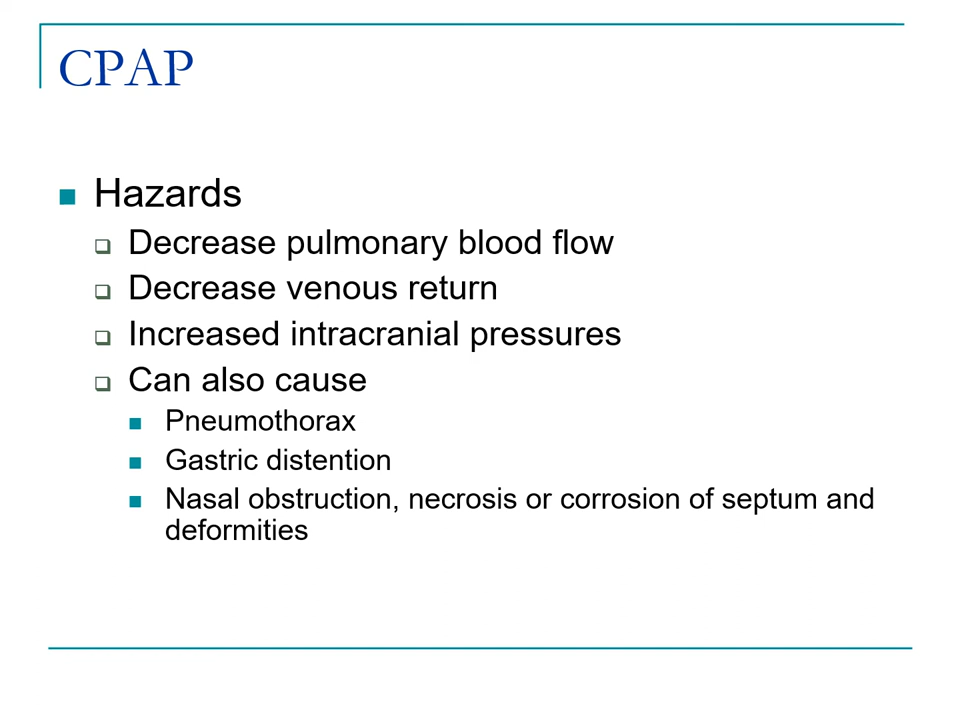 CPAP
Hazards
Decrease pulmonary blood flow
Decrease venous return
Increased intracranial pressures
Can also cause
Pneumothorax
Gastric distention
Nasal obstruction, necrosis or corrosion of septum and
deformities